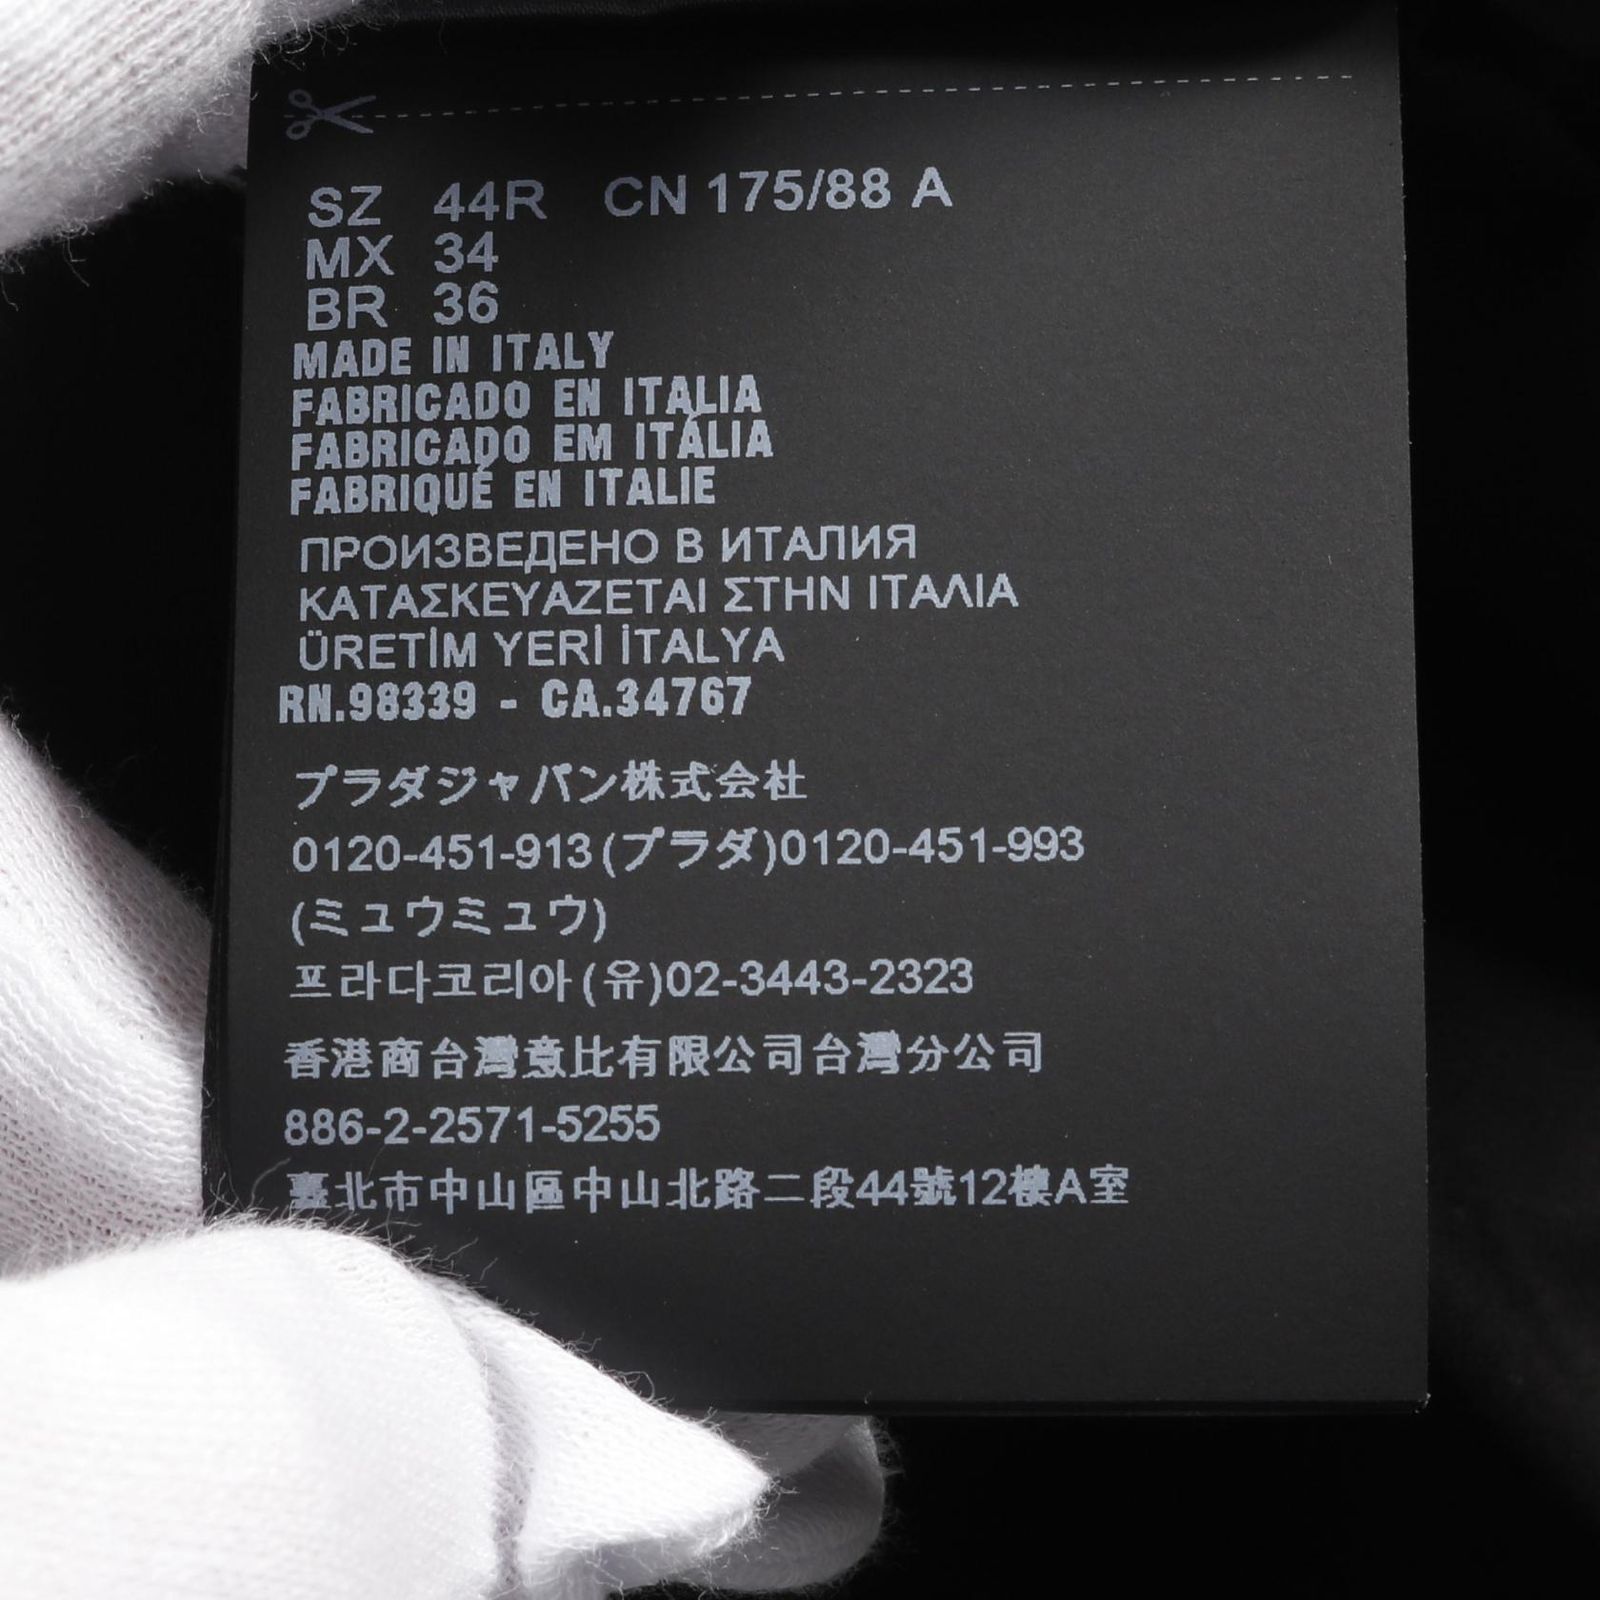 SZ 44R CN 175/88 A
MX 34
BR 36
MADE IN ITALY
FABRICADO EN ITALIA
FABRICADO EM ITÁLIA
FABRIQUÉ EN ITALIE
ПРОИЗВЕДЕНО В ИТАЛИЯ
ΚΑΤΑΣΚΕΥΑΖΕΤΑΙ ΣΤΗΝ ΙΤΑΛΙΑ
ÜRETİM YERİ İTALYA
RN.98339 - CA.34767
プラダジャパン株式会社
0120-451-913(プラダ)0120-451-993
(ミュウミュウ)
프라다코리아(유)02-3443-2323
香港商台灣意比有限公司台灣分公司
886-2-2571-5255
臺北市中山區中山北路二段44號12樓A室